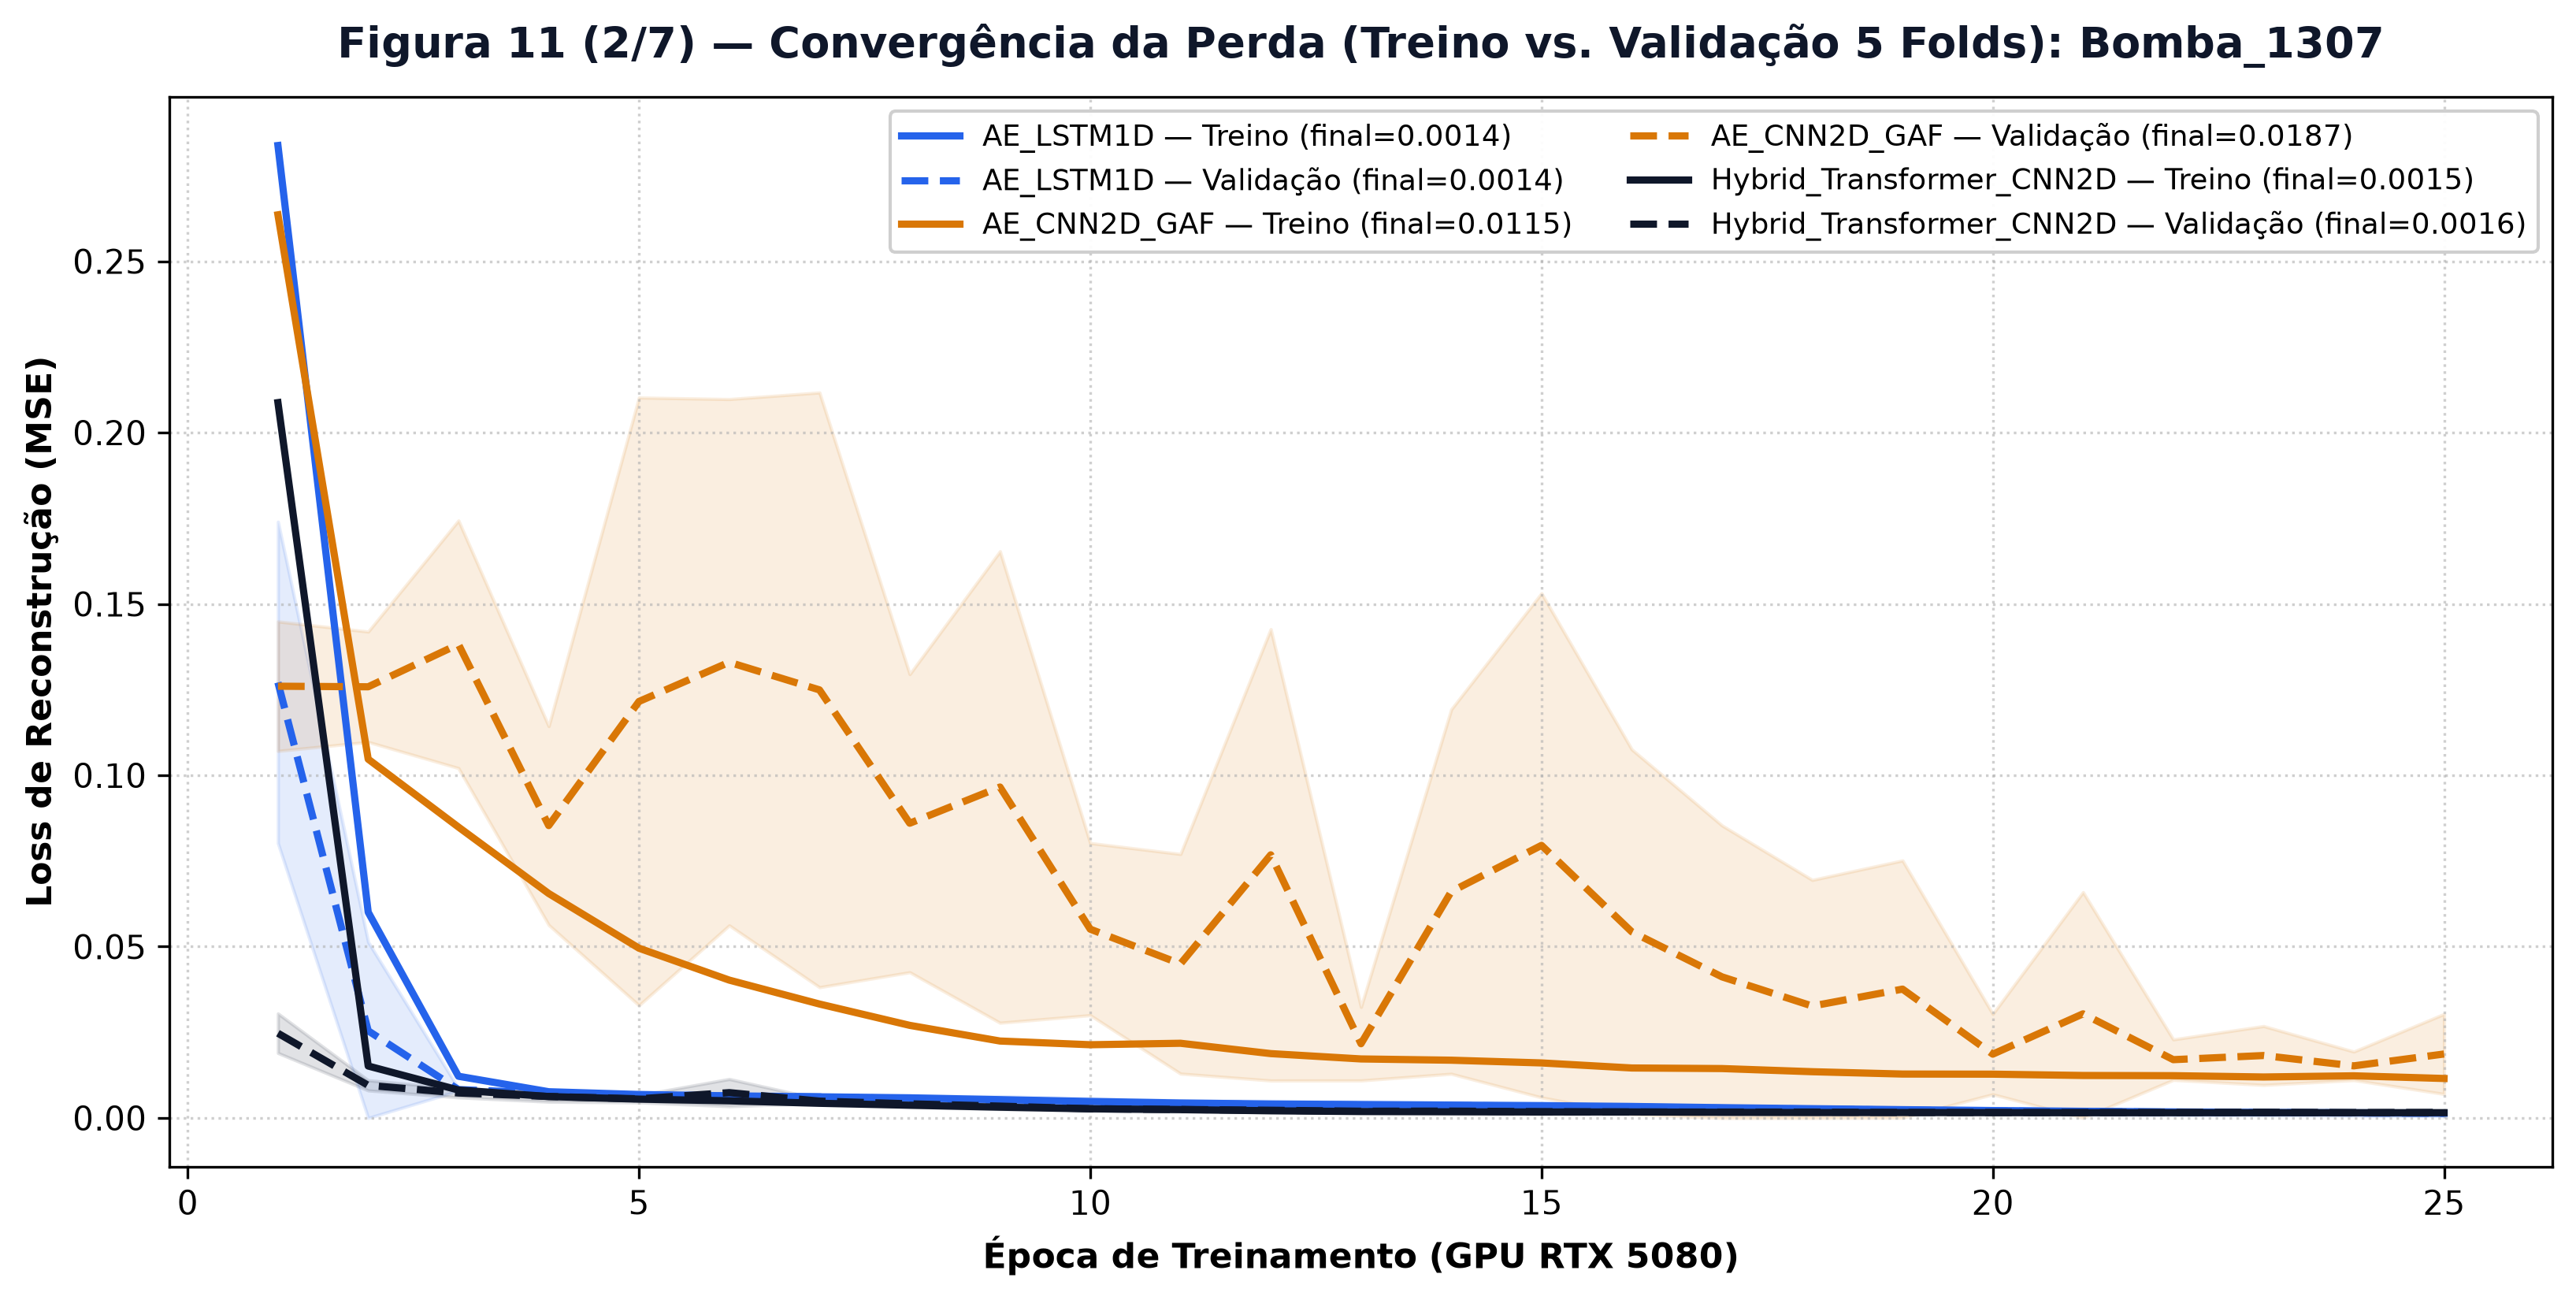 Figura 11 (2/7) — Convergência da Perda (Treino vs. Validação 5 Folds): Bomba_1307
AE_LSTM1D — Treino (final=0.0014)
AE_LSTM1D — Validação (final=0.0014)
AE_CNN2D_GAF — Treino (final=0.0115)
AE_CNN2D_GAF — Validação (final=0.0187)
Hybrid_Transformer_CNN2D — Treino (final=0.0015)
Hybrid_Transformer_CNN2D — Validação (final=0.0016)
Loss de Reconstrução (MSE)
0.25
0.20
0.15
0.10
0.05
0.00
0 5 10 15 20 25
Época de Treinamento (GPU RTX 5080)